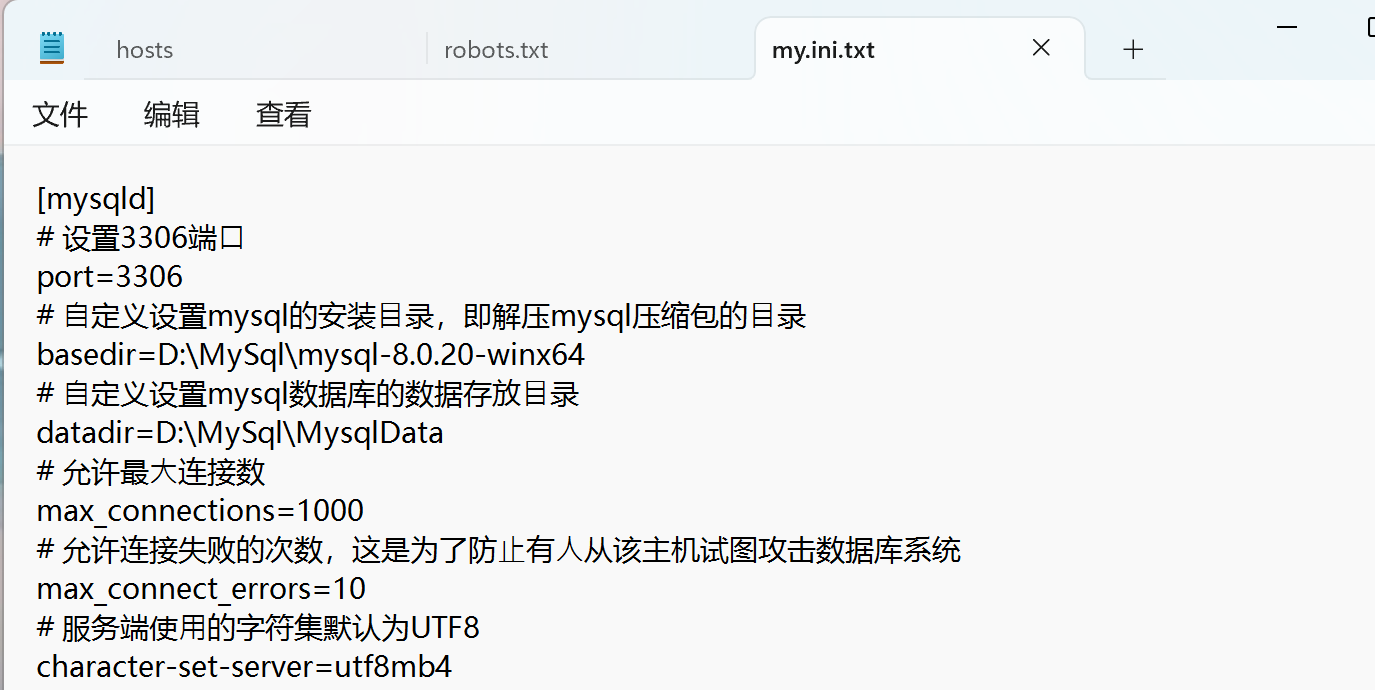 hosts
robots.txt
my.ini.txt
文件
编辑
查看
[mysqld]
# 设置3306端口
port=3306
# 自定义设置mysql的安装目录，即解压mysql压缩包的目录
basedir=D:\MySql\mysql-8.0.20-winx64
# 自定义设置mysql数据库的数据存放目录
datadir=D:\MySql\MysqlData
# 允许最大连接数
max_connections=1000
# 允许连接失败的次数，这是为了防止有人从该主机试图攻击数据库系统
max_connect_errors=10
# 服务端使用的字符集默认为UTF8
character-set-server=utf8mb4